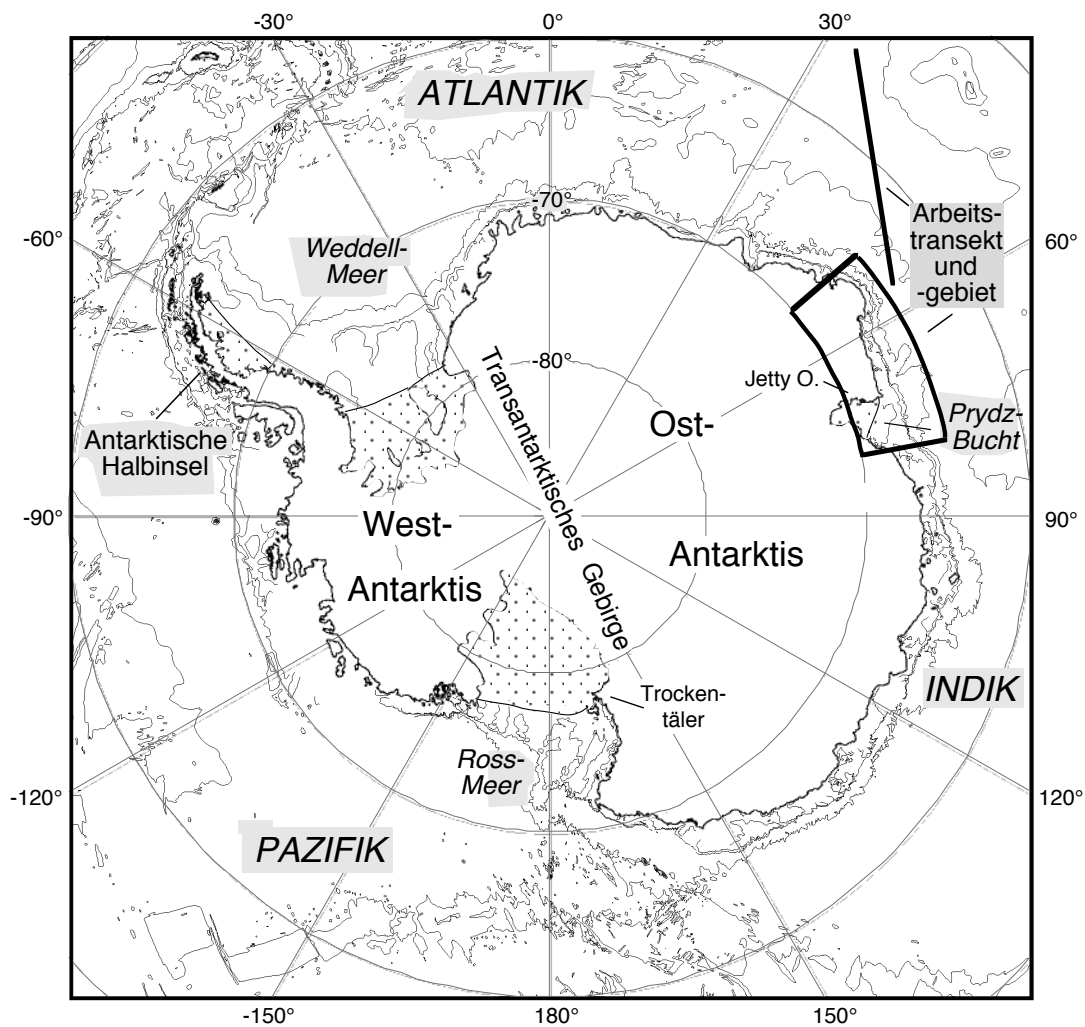 -30°
0°
30°
ATLANTIK
-60°
-70°
Weddell-
Meer
Arbeits-
transekt
und
-gebiet
60°
-80°
Transantarktisches Gebirge
Jetty O.
Ost-
Prydz-
Bucht
Antarktische
Halbinsel
-90°
West-
Antarktis
90°
Antarktis
Trocken-
täler
INDIK
Ross-
Meer
-120°
120°
PAZIFIK
-150°
180°
150°